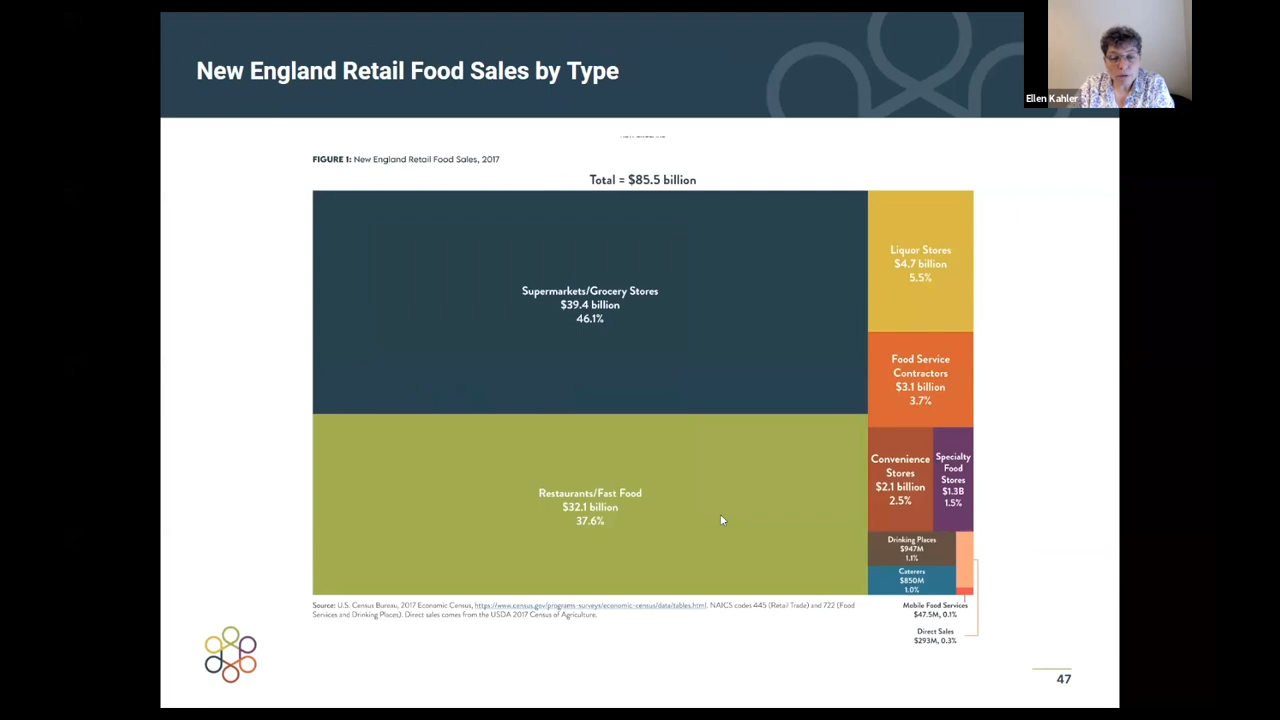 New England Retail Food Sales by Type
Ellen Kahler
FIGURE 1: New England Retail Food Sales, 2017
Total = $85.5 billion
Supermarkets/Grocery Stores
$39.4 billion
46.1%
Liquor Stores
$4.7 billion
5.5%
Food Service
Contractors
$3.1 billion
3.7%
Restaurants/Fast Food
$32.1 billion
37.6%
Convenience
Stores
$2.1 billion
2.5%
Specialty
Food
Stores
$1.3B
1.5%
Drinking Places
$947M
1.1%
Caterers
$850M
1.0%
Mobile Food Services
$47.5M, 0.1%
Direct Sales
$293M, 0.3%
Source: U.S. Census Bureau, 2017 Economic Census, https://www.census.gov/programs-surveys/economic-census/data/tables.html. NAICS codes 445 (Retail Trade) and 722 (Food
Services and Drinking Places). Direct sales comes from the USDA 2017 Census of Agriculture.
47